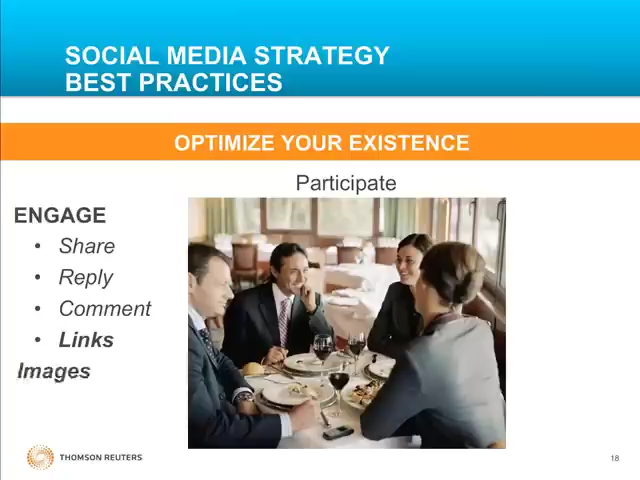 SOCIAL MEDIA STRATEGY
BEST PRACTICES
OPTIMIZE YOUR EXISTENCE
Participate
ENGAGE
• Share
• Reply
• Comment
• Links
Images
THOMSON REUTERS
18